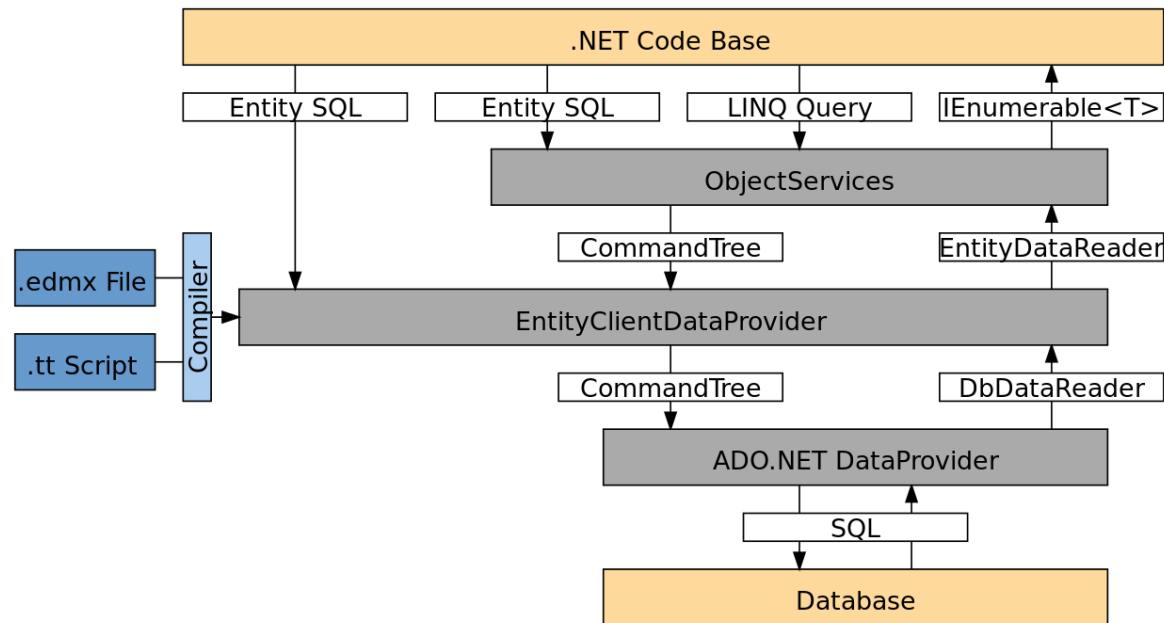 .NET Code Base
Entity SQL
Entity SQL
LINQ Query
IEnumerable<T>
ObjectServices
CommandTree
EntityDataReader
.edmx File
Compiler
EntityClientDataProvider
.tt Script
CommandTree
DbDataReader
ADO.NET DataProvider
SQL
Database